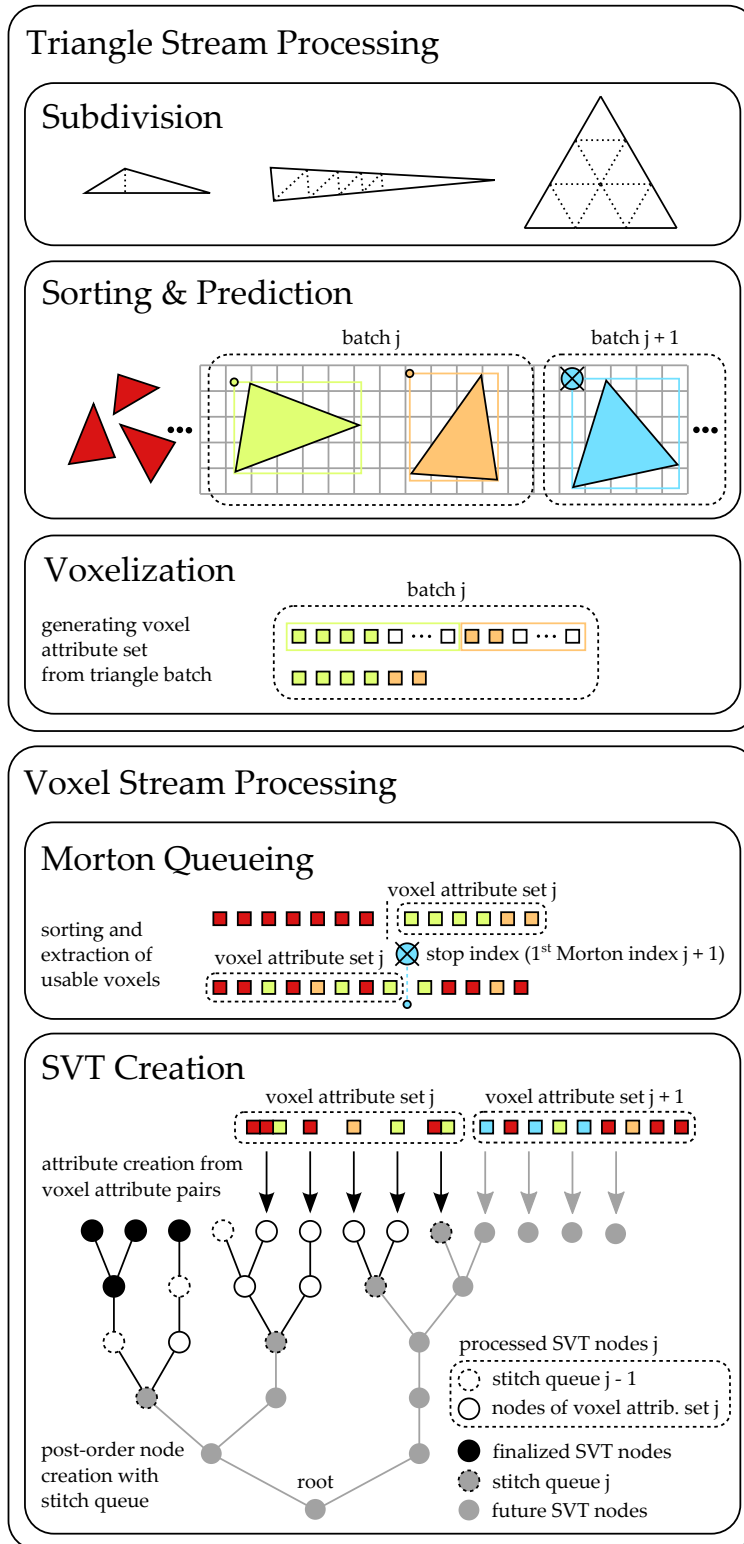 Triangle Stream Processing
Subdivision
Sorting & Prediction
batch j
batch j + 1
•••
•••
Voxelization
batch j
generating voxel
attribute set
from triangle batch
···
···
Voxel Stream Processing
Morton Queueing
voxel attribute set j
sorting and
extraction of
usable voxels
voxel attribute set j
stop index (1st Morton index j + 1)
SVT Creation
voxel attribute set j
voxel attribute set j + 1
attribute creation from
voxel attribute pairs
processed SVT nodes j
stitch queue j - 1
nodes of voxel attrib. set j
post-order node
creation with
stitch queue
root
finalized SVT nodes
stitch queue j
future SVT nodes